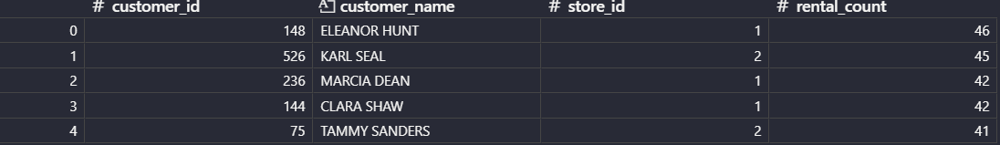 # customer_id customer_name # store_id # rental_count
0 148 ELEANOR HUNT 1 46
1 526 KARL SEAL 2 45
2 236 MARCIA DEAN 1 42
3 144 CLARA SHAW 1 42
4 75 TAMMY SANDERS 2 41